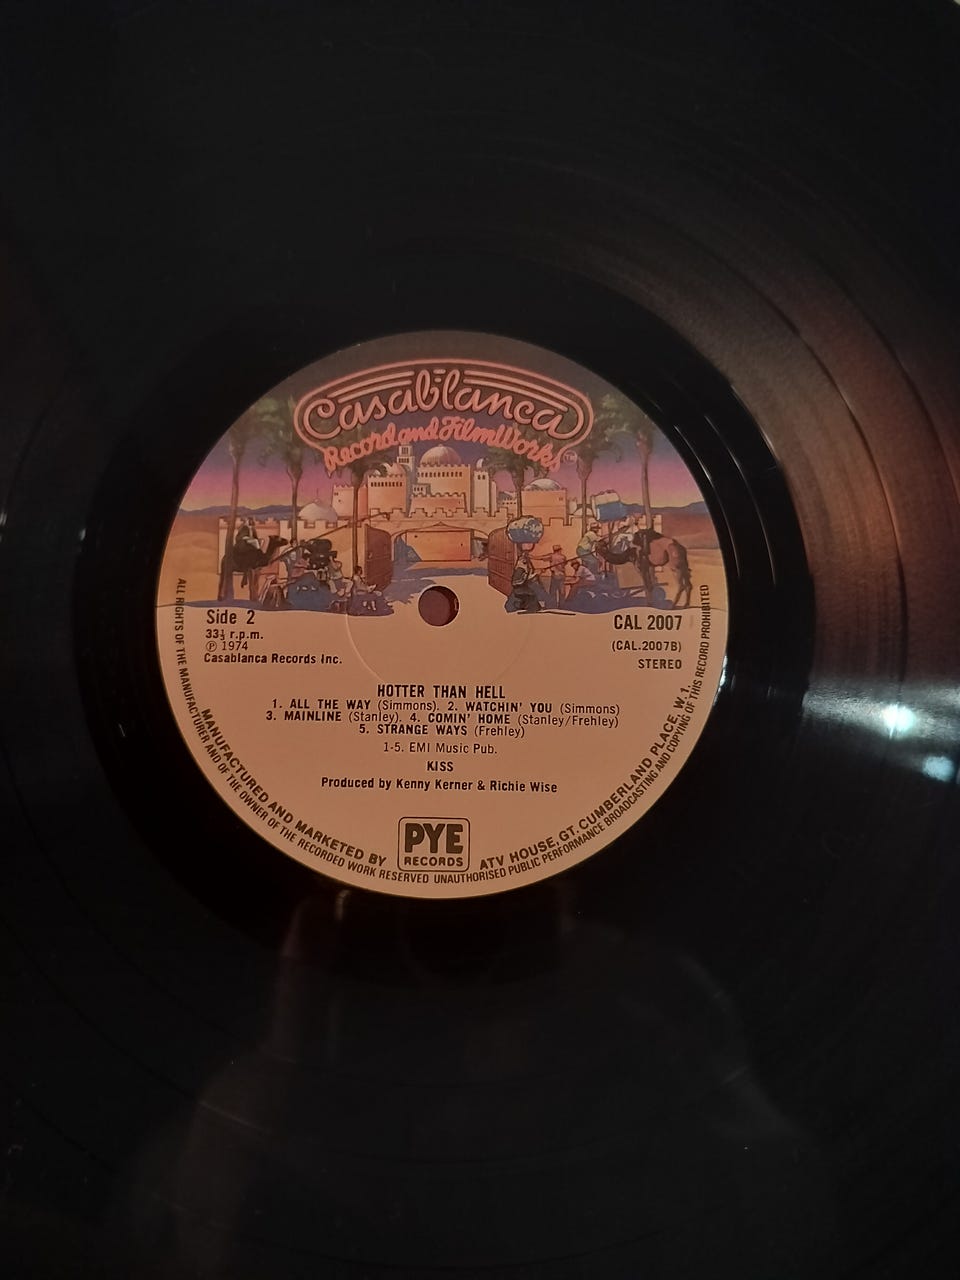 Casablanca
Record and FilmWorks TM
Side 2
33⅓ r.p.m.
℗ 1974
Casablanca Records Inc.
CAL 2007
(CAL.2007B)
STEREO
HOTTER THAN HELL
1. ALL THE WAY (Simmons). 2. WATCHIN' YOU (Simmons)
3. MAINLINE (Stanley). 4. COMIN' HOME (Stanley/Frehley)
5. STRANGE WAYS (Frehley)
1-5. EMI Music Pub.
KISS
Produced by Kenny Kerner & Richie Wise
MANUFACTURED AND MARKETED BY PYE RECORDS ATV HOUSE, GT. CUMBERLAND PLACE, W.1.
ALL RIGHTS OF THE MANUFACTURER AND OF THE OWNER OF THE RECORDED WORK RESERVED UNAUTHORISED PUBLIC PERFORMANCE BROADCASTING AND COPYING OF THIS RECORD PROHIBITED